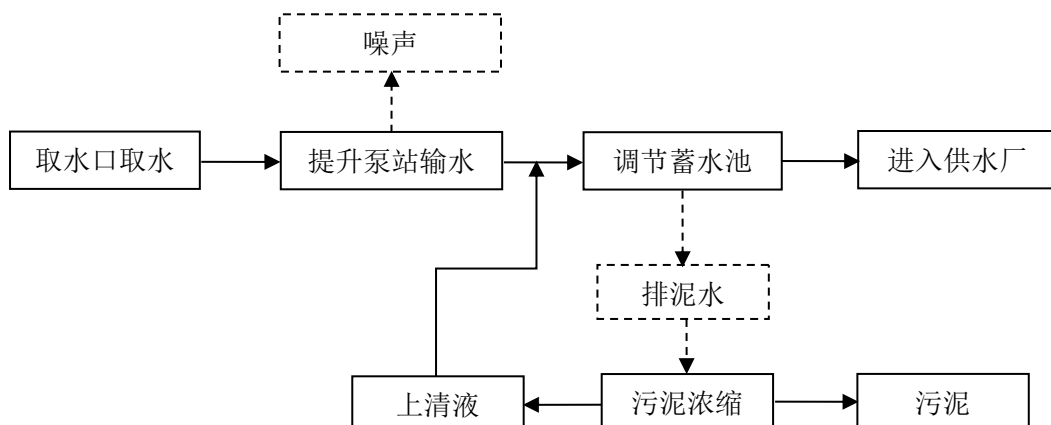 噪声
取水口取水
提升泵站输水
调节蓄水池
进入供水厂
排泥水
上清液
污泥浓缩
污泥